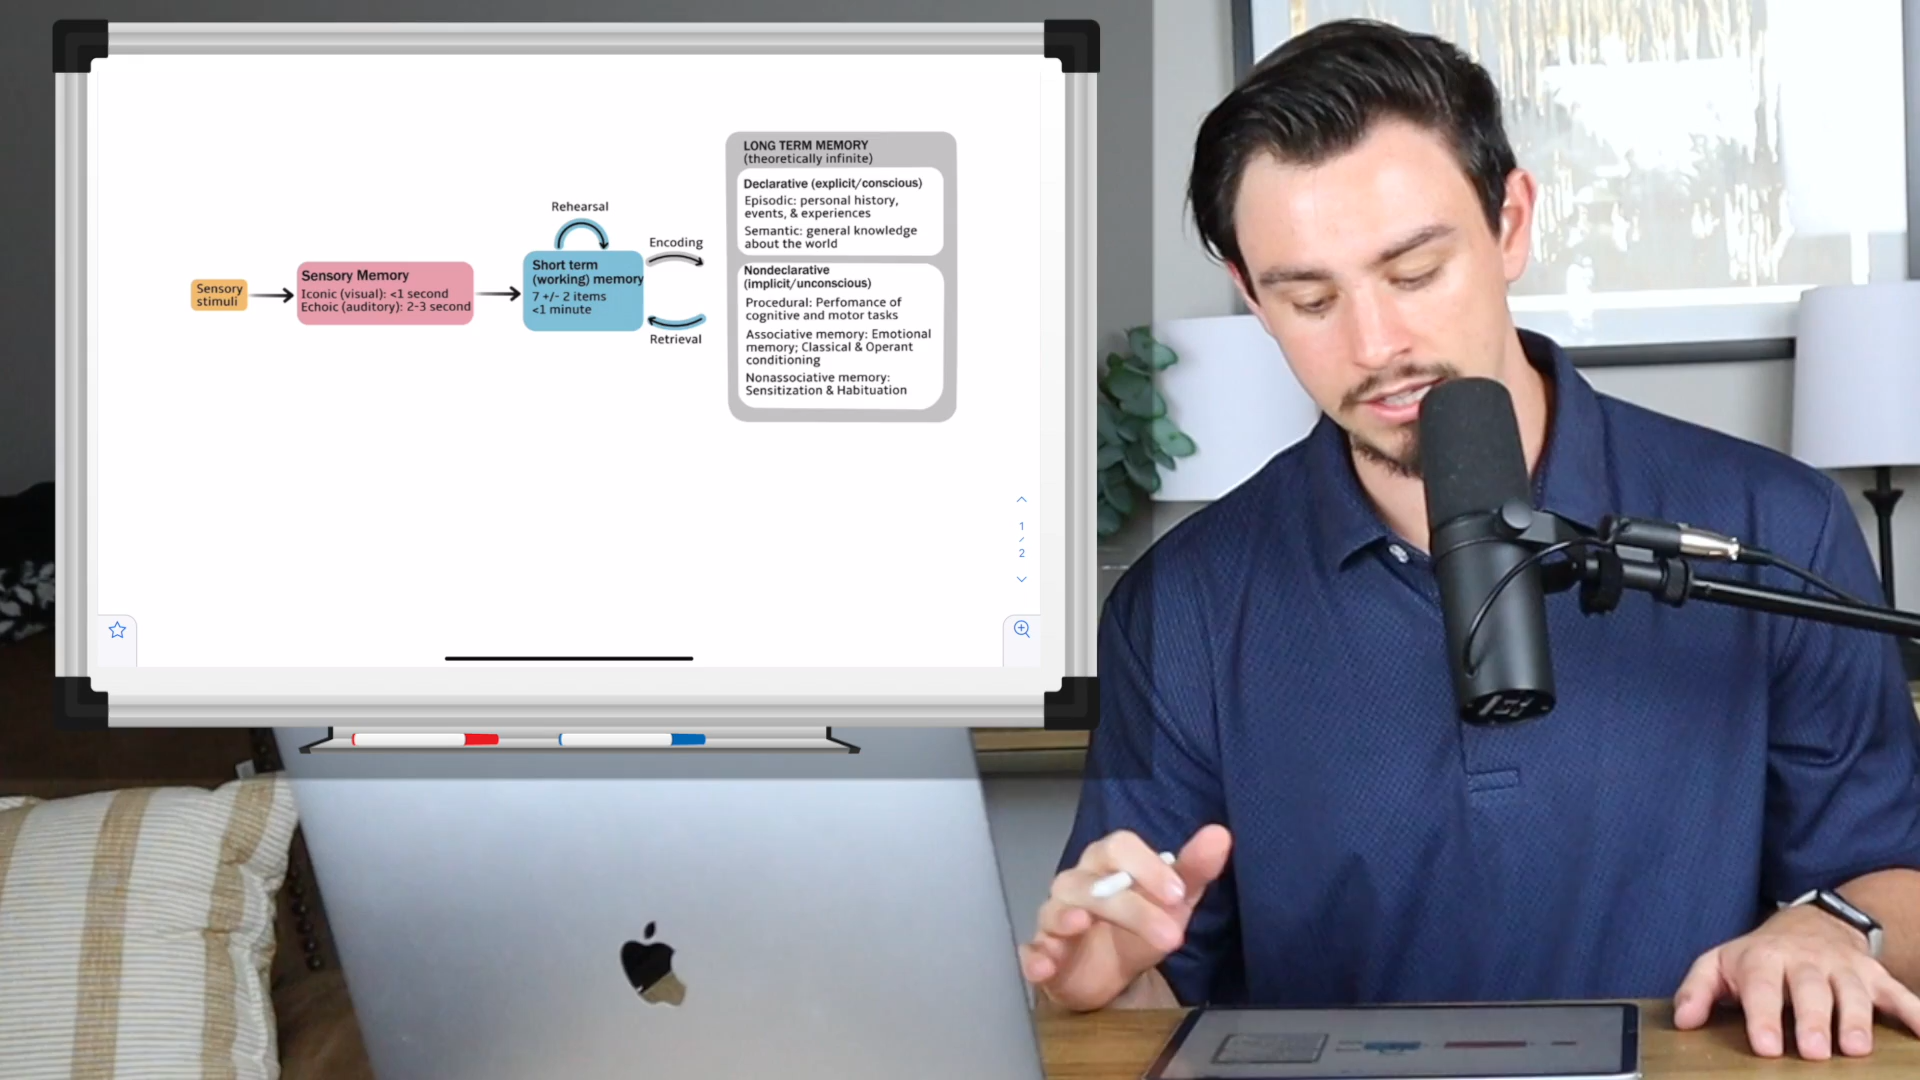 Sensory
stimuli
Sensory Memory
Iconic (visual): <1 second
Echoic (auditory): 2-3 second
Rehearsal
Short term
(working) memory
7 +/- 2 items
<1 minute
Encoding
Retrieval
LONG TERM MEMORY
(theoretically infinite)
Declarative (explicit/conscious)
Episodic: personal history,
events, & experiences
Semantic: general knowledge
about the world
Nondeclarative
(implicit/unconscious)
Procedural: Perfomance of
cognitive and motor tasks
Associative memory: Emotional
memory; Classical & Operant
conditioning
Nonassociative memory:
Sensitization & Habituation
1
/
2